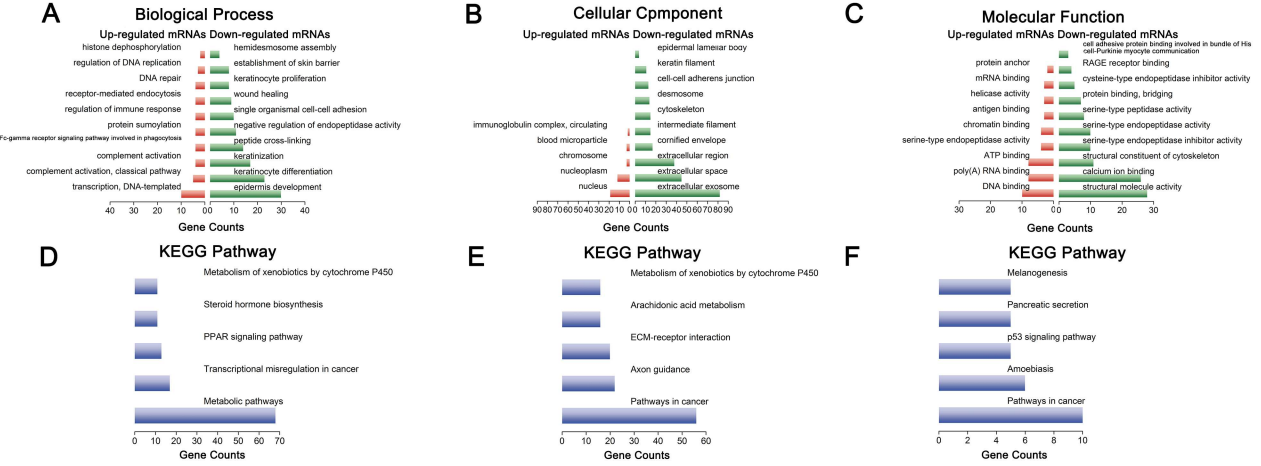 A
Biological Process
Up-regulated mRNAs Down-regulated mRNAs
histone dephosphorylation
regulation of DNA replication
DNA repair
receptor-mediated endocytosis
regulation of immune response
protein sumoylation
Fc-gamma receptor signaling pathway involved in phagocytosis
complement activation
complement activation, classical pathway
transcription, DNA-templated
hemidesmosome assembly
establishment of skin barrier
keratinocyte proliferation
wound healing
single organismal cell-cell adhesion
negative regulation of endopeptidase activity
peptide cross-linking
keratinization
keratinocyte differentiation
epidermis development
40 30 20 10 0 0 10 20 30 40
Gene Counts
B
Cellular Cpmponent
Up-regulated mRNAs Down-regulated mRNAs
immunoglobulin complex, circulating
blood microparticle
chromosome
nucleoplasm
nucleus
epidermal lamellar body
keratin filament
cell-cell adherens junction
desmosome
cytoskeleton
intermediate filament
cornified envelope
extracellular region
extracellular space
extracellular exosome
90 80 70 60 50 40 30 20 10 0 0 10 20 30 40 50 60 70 80 90
Gene Counts
C
Molecular Function
Up-regulated mRNAs Down-regulated mRNAs
protein anchor
mRNA binding
helicase activity
antigen binding
chromatin binding
serine-type endopeptidase activity
ATP binding
poly(A) RNA binding
DNA binding
cell adhesive protein binding involved in bundle of His
cell-Purkinje myocyte communication
RAGE receptor binding
cysteine-type endopeptidase inhibitor activity
protein binding, bridging
serine-type peptidase activity
serine-type endopeptidase activity
serine-type endopeptidase inhibitor activity
structural constituent of cytoskeleton
calcium ion binding
structural molecule activity
30 20 10 0 0 10 20 30
Gene Counts
D
KEGG Pathway
Metabolism of xenobiotics by cytochrome P450
Steroid hormone biosynthesis
PPAR signaling pathway
Transcriptional misregulation in cancer
Metabolic pathways
0 10 20 30 40 50 60 70
Gene Counts
E
KEGG Pathway
Metabolism of xenobiotics by cytochrome P450
Arachidonic acid metabolism
ECM-receptor interaction
Axon guidance
Pathways in cancer
0 10 20 30 40 50 60
Gene Counts
F
KEGG Pathway
Melanogenesis
Pancreatic secretion
p53 signaling pathway
Amoebiasis
Pathways in cancer
0 2 4 6 8 10
Gene Counts